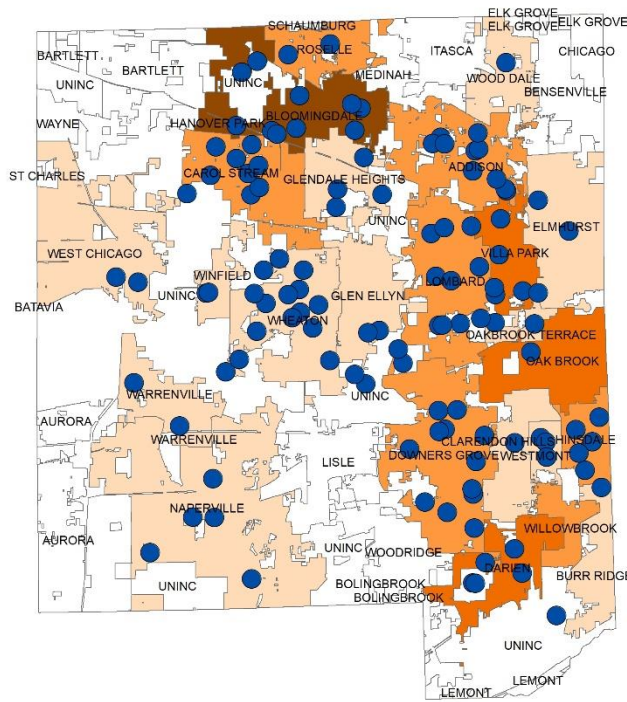 ELK GROVE
SCHAUMBURG
ELK GROVE
ELK GROVE
BARTLETT
ROSELLE
ITASCA
CHICAGO
BARTLETT
MEDINAH
UNINC
UNINC
WOOD DALE
BENSENVILLE
WAYNE
HANOVER PARK
BLOOMINGDALE
ADDISON
ST CHARLES
CAROL STREAM
GLENDALE HEIGHTS
UNINC
ELMHURST
WEST CHICAGO
VILLA PARK
WINFIELD
LOMBARD
UNINC
GLEN ELLYN
BATAVIA
WHEATON
OAKBROOK TERRACE
OAK BROOK
WARRENVILLE
UNINC
AURORA
WARRENVILLE
CLARENDON HILLS
HINSDALE
LISLE
DOWNERS GROVE
WESTMONT
NAPERVILLE
WILLOWBROOK
AURORA
UNINC
WOODRIDGE
DARIEN
UNINC
BOLINGBROOK
BURR RIDGE
BOLINGBROOK
UNINC
LEMONT
LEMONT